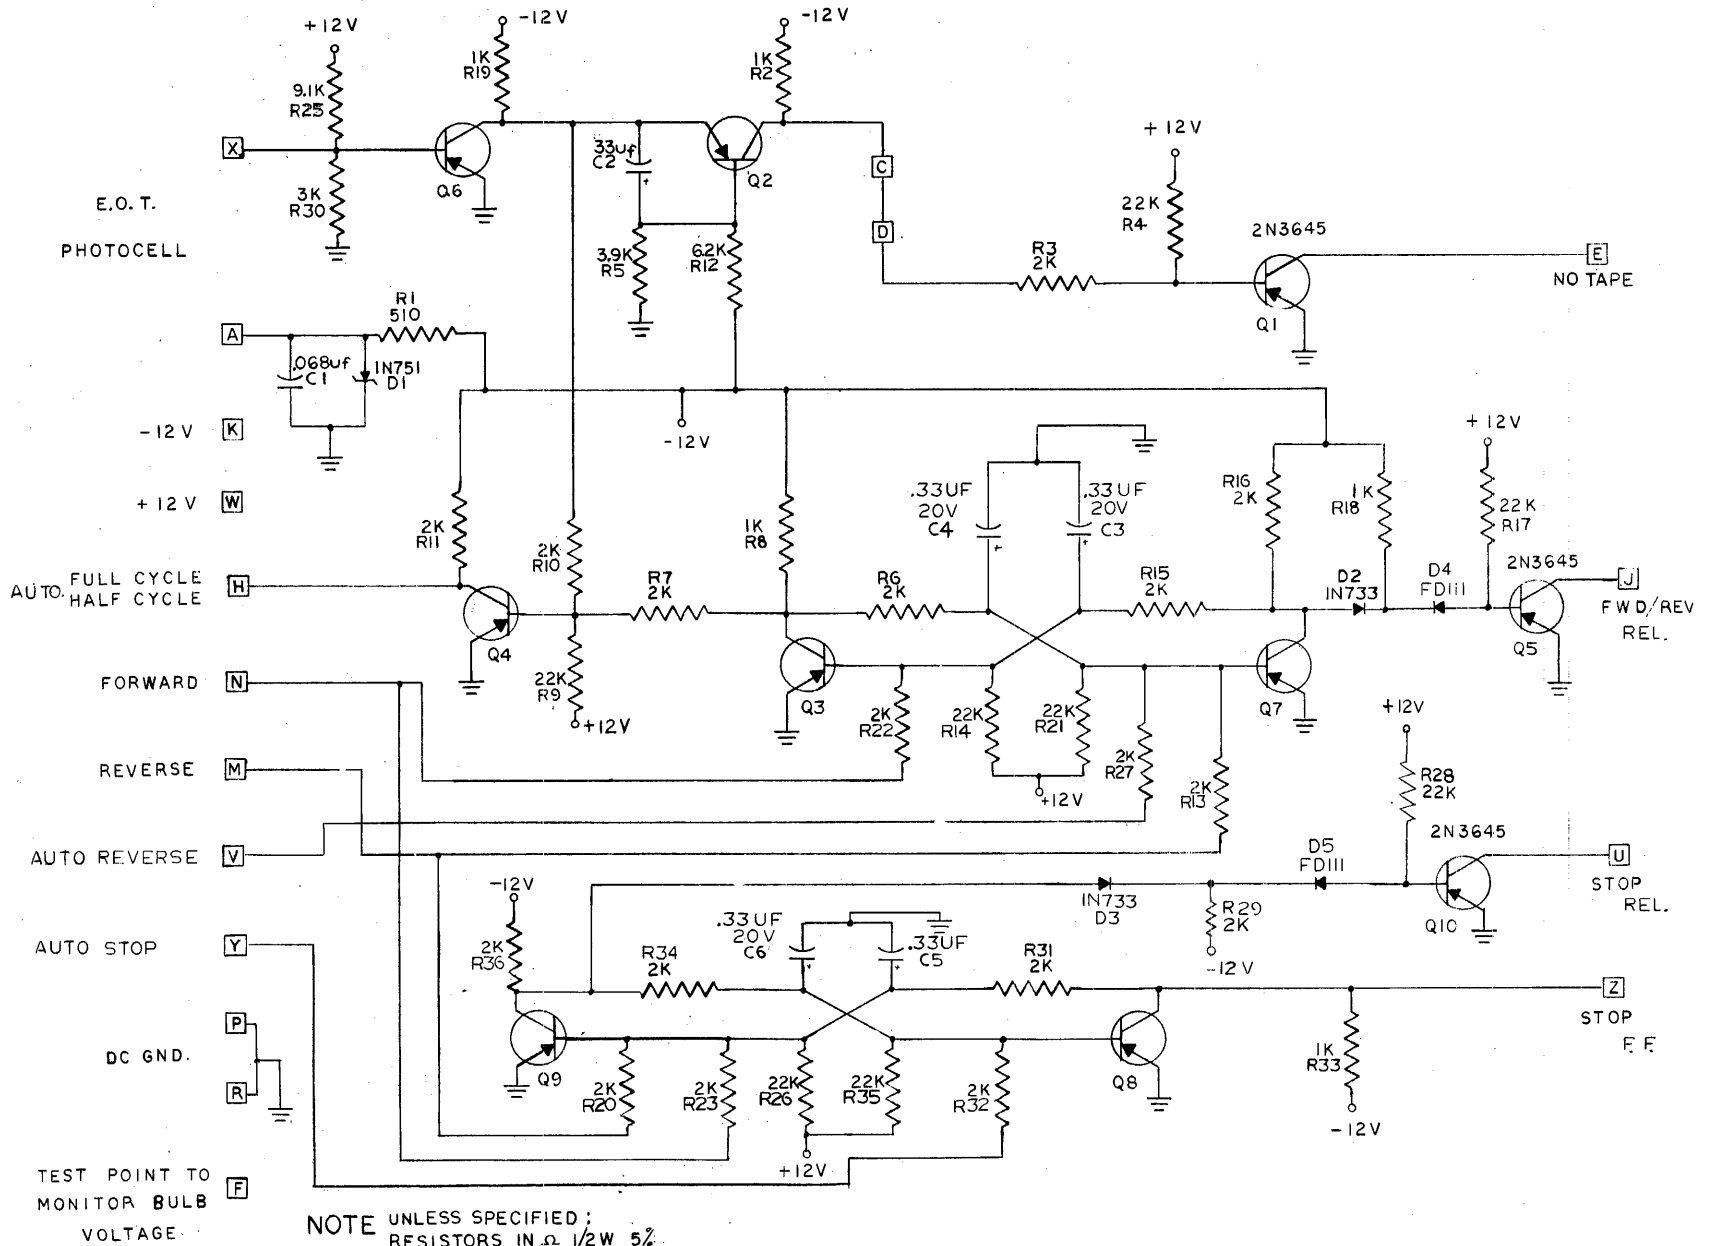 +12V
-12V
-12V
9.1K
R25
1K
R19
1K
R2
X
Q6
3K
R30
.33uf
C2
+
Q2
C
D
+12V
22K
R4
2N3645
E
NO TAPE
E.O.T.
PHOTOCELL
3.9K
R5
6.2K
R12
R3
2K
Q1
R1
510
A
.068uf
C1
1N751
D1
-12V
-12V K
+12V W
2K
R11
2K
R10
1K
R8
.33UF
20V
C4
+
.33UF
20V
C3
+
R16
2K
1K
R18
+12V
22K
R17
2N3645
J
FWD/REV
REL.
AUTO. FULL CYCLE
HALF CYCLE
H
R7
2K
R6
2K
R15
2K
D2
1N733
D4
FD111
Q5
Q4
FORWARD N
22K
R9
+12V
Q3
2K
R22
22K
R14
22K
R21
+12V
2K
R27
2K
R13
Q7
+12V
R28
22K
2N3645
REVERSE M
AUTO REVERSE V
D5
FD111
U
STOP
REL.
-12V
1N733
D3
R29
2K
-12V
Q10
AUTO STOP Y
2K
R36
R34
2K
.33UF
20V
C6
+
.33UF
C5
+
R31
2K
Z
STOP
F.F.
P
DC GND.
R
Q9
2K
R20
2K
R23
22K
R26
22K
R35
2K
R32
Q8
1K
R33
-12V
+12V
TEST POINT TO
MONITOR BULB
VOLTAGE
F
NOTE UNLESS SPECIFIED:
RESISTORS IN Ω 1/2W 5%